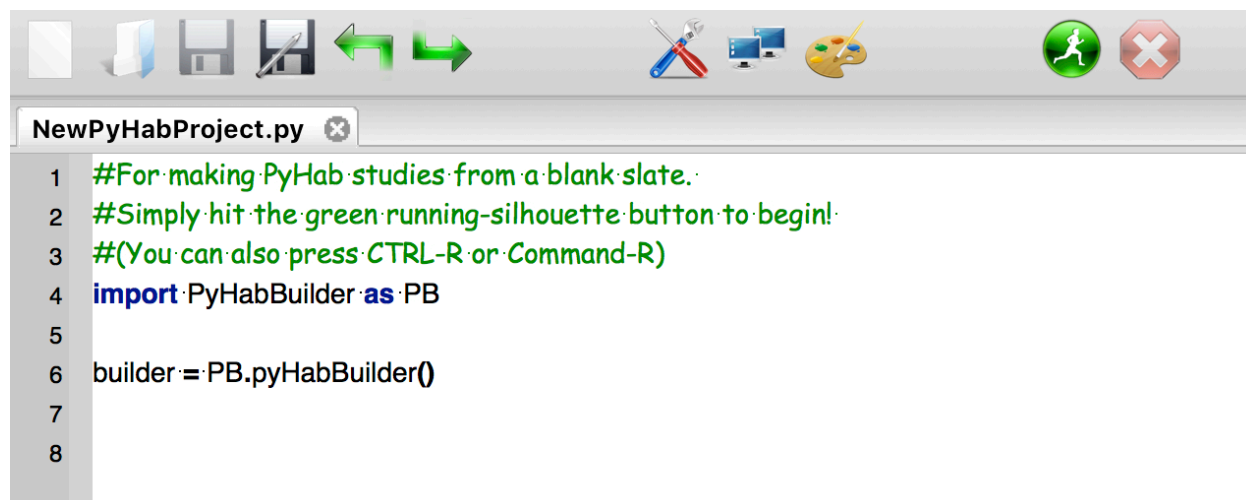 NewPyHabProject.py
1 #For making PyHab studies from a blank slate.
2 #Simply hit the green running-silhouette button to begin!
3 #(You can also press CTRL-R or Command-R)
4 import PyHabBuilder as PB
5
6 builder = PB.pyHabBuilder()
7
8